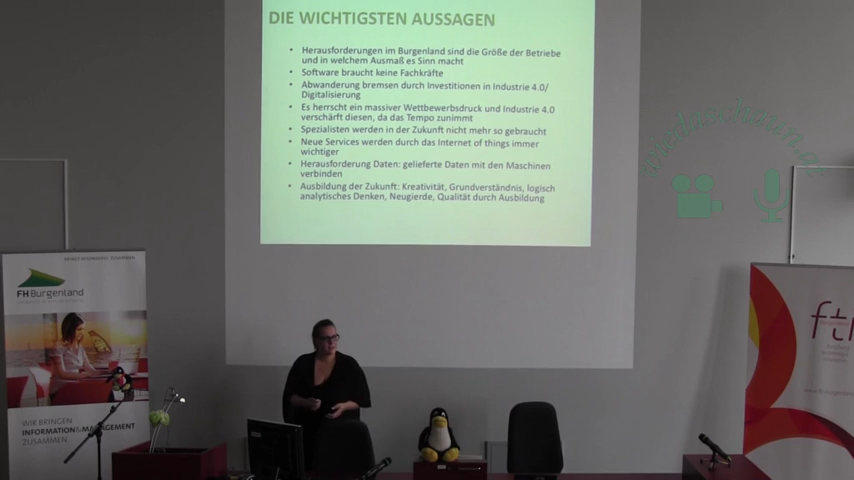 DIE WICHTIGSTEN AUSSAGEN
• Herausforderungen im Burgenland sind die Größe der Betriebe
und in welchem Ausmaß es Sinn macht
• Software braucht keine Fachkräfte
• Abwanderung bremsen durch Investitionen in Industrie 4.0/
Digitalisierung
• Es herrscht ein massiver Wettbewerbsdruck und Industrie 4.0
verschärft diesen, da das Tempo zunimmt
• Spezialisten werden in der Zukunft nicht mehr so gebraucht
• Neue Services werden durch das Internet of things immer
wichtiger
• Herausforderung Daten: gelieferte Daten mit den Maschinen
verbinden
• Ausbildung der Zukunft: Kreativität, Grundverständnis, logisch
analytisches Denken, Neugierde, Qualität durch Ausbildung
FH Burgenland
WIR BRINGEN
INFORMATION&MANAGEMENT
ZUSAMMEN.